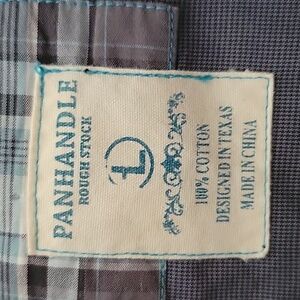 PANHANDLE
ROUGH STOCK
L
100% COTTON
DESIGNED IN TEXAS
MADE IN CHINA